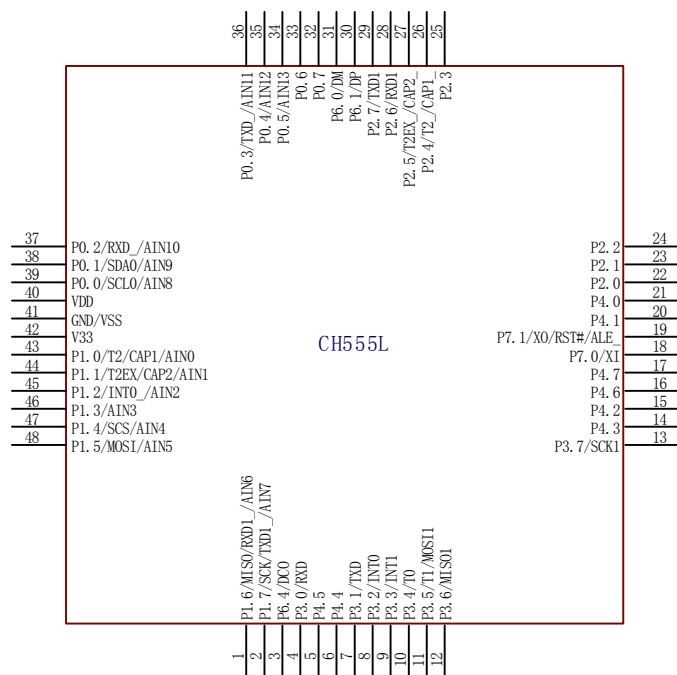 36
35
34
33
32
31
30
29
28
27
26
25
P0.3/TXD_/AIN11
P0.4/AIN12
P0.5/AIN13
P0.6
P0.7
P6.0/DM
P6.1/DP
P2.7/TXD1
P2.6/RXD1
P2.5/T2EX_/CAP2_
P2.4/T2_/CAP1_
P2.3
37 P0.2/RXD_/AIN10
38 P0.1/SDA0/AIN9
39 P0.0/SCL0/AIN8
40 VDD
41 GND/VSS
42 V33
43 P1.0/T2/CAP1/AIN0
44 P1.1/T2EX/CAP2/AIN1
45 P1.2/INT0_/AIN2
46 P1.3/AIN3
47 P1.4/SCS/AIN4
48 P1.5/MOSI/AIN5
CH555L
P2.2 24
P2.1 23
P2.0 22
P4.0 21
P4.1 20
P7.1/XO/RST#/ALE_ 19
P7.0/XI 18
P4.7 17
P4.6 16
P4.2 15
P4.3 14
P3.7/SCK1 13
P1.6/MISO/RXD1_/AIN6
P1.7/SCK/TXD1_/AIN7
P6.4/DCO
P3.0/RXD
P4.5
P4.4
P3.1/TXD
P3.2/INT0
P3.3/INT1
P3.4/T0
P3.5/T1/MOSI1
P3.6/MISO1
1
2
3
4
5
6
7
8
9
10
11
12